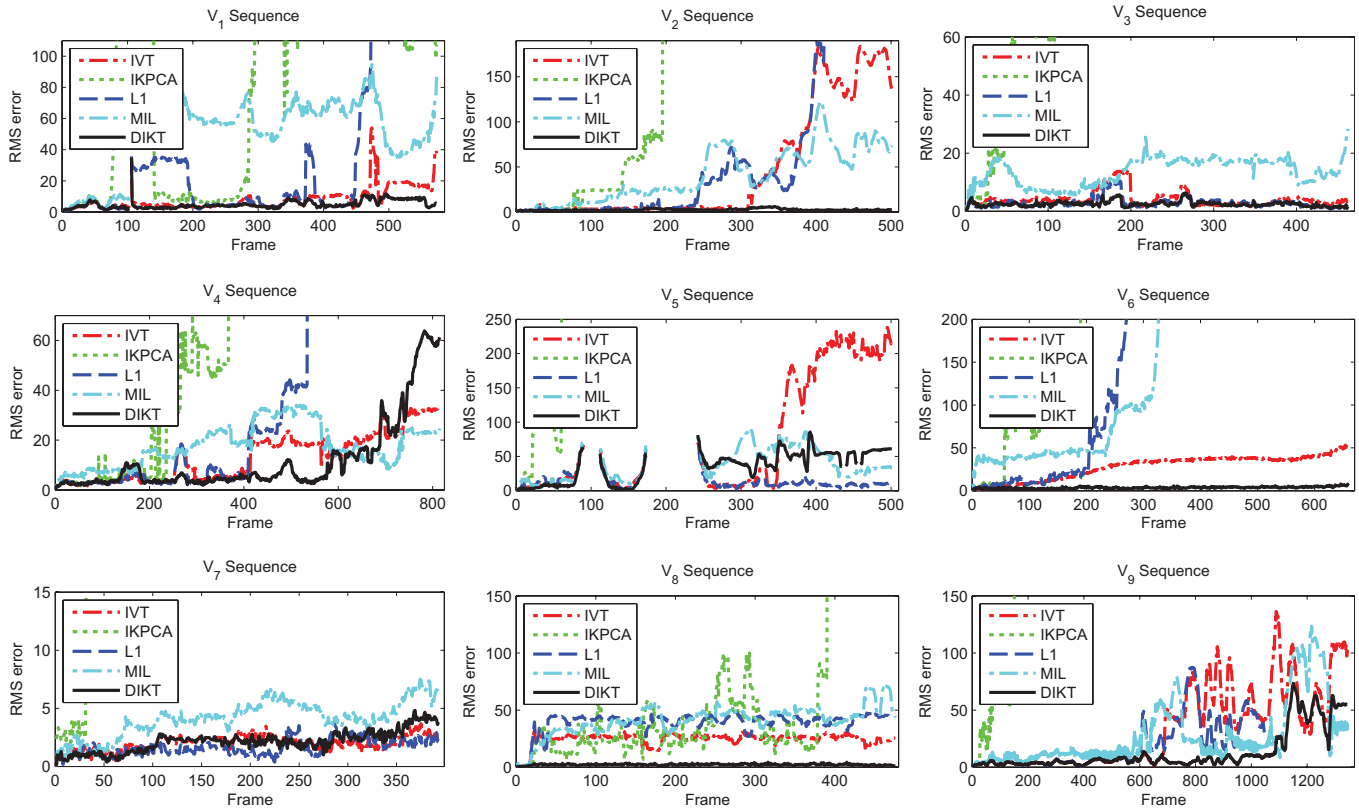 V1 Sequence
RMS error
110
100
80
60
40
20
0
IVT
IKPCA
L1
MIL
DIKT
0 100 200 300 400 500
Frame
V2 Sequence
RMS error
150
100
50
0
IVT
IKPCA
L1
MIL
DIKT
0 100 200 300 400 500
Frame
V3 Sequence
RMS error
60
40
20
0
IVT
IKPCA
L1
MIL
DIKT
0 100 200 300 400
Frame
V4 Sequence
RMS error
60
40
20
0
IVT
IKPCA
L1
MIL
DIKT
200 400 600 800
Frame
V5 Sequence
RMS error
250
200
150
100
50
0
IVT
IKPCA
L1
MIL
DIKT
100 200 300 400 500
Frame
V6 Sequence
RMS error
200
150
100
50
0
IVT
IKPCA
L1
MIL
DIKT
0 100 200 300 400 500 600
Frame
V7 Sequence
RMS error
15
10
5
0
IVT
IKPCA
L1
MIL
DIKT
0 50 100 150 200 250 300 350
Frame
V8 Sequence
RMS error
150
100
50
0
IVT
IKPCA
L1
MIL
DIKT
100 200 300 400
Frame
V9 Sequence
RMS error
150
100
50
0
IVT
IKPCA
L1
MIL
DIKT
0 200 400 600 800 1000 1200
Frame